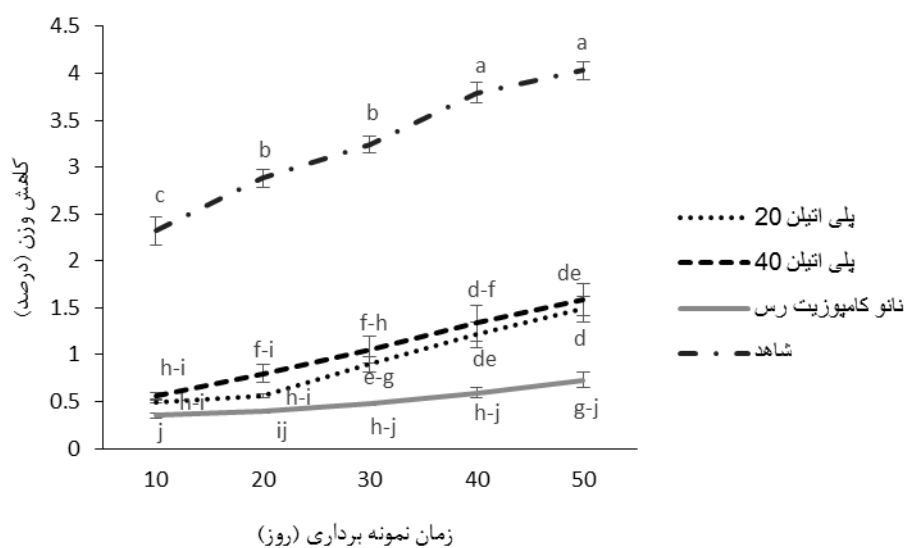 4.5
4
3.5
3
2.5
2
1.5
1
0.5
0
کاهش وزن (درصد)
c b b a a
h-i f-i f-h d-f de
h-i h-i e-g de d
j ij h-j h-j g-j
10 20 30 40 50
زمان نمونه برداری (روز)
پلی اتیلن 20
پلی اتیلن 40
نانو کامپوزیت رس
شاهد